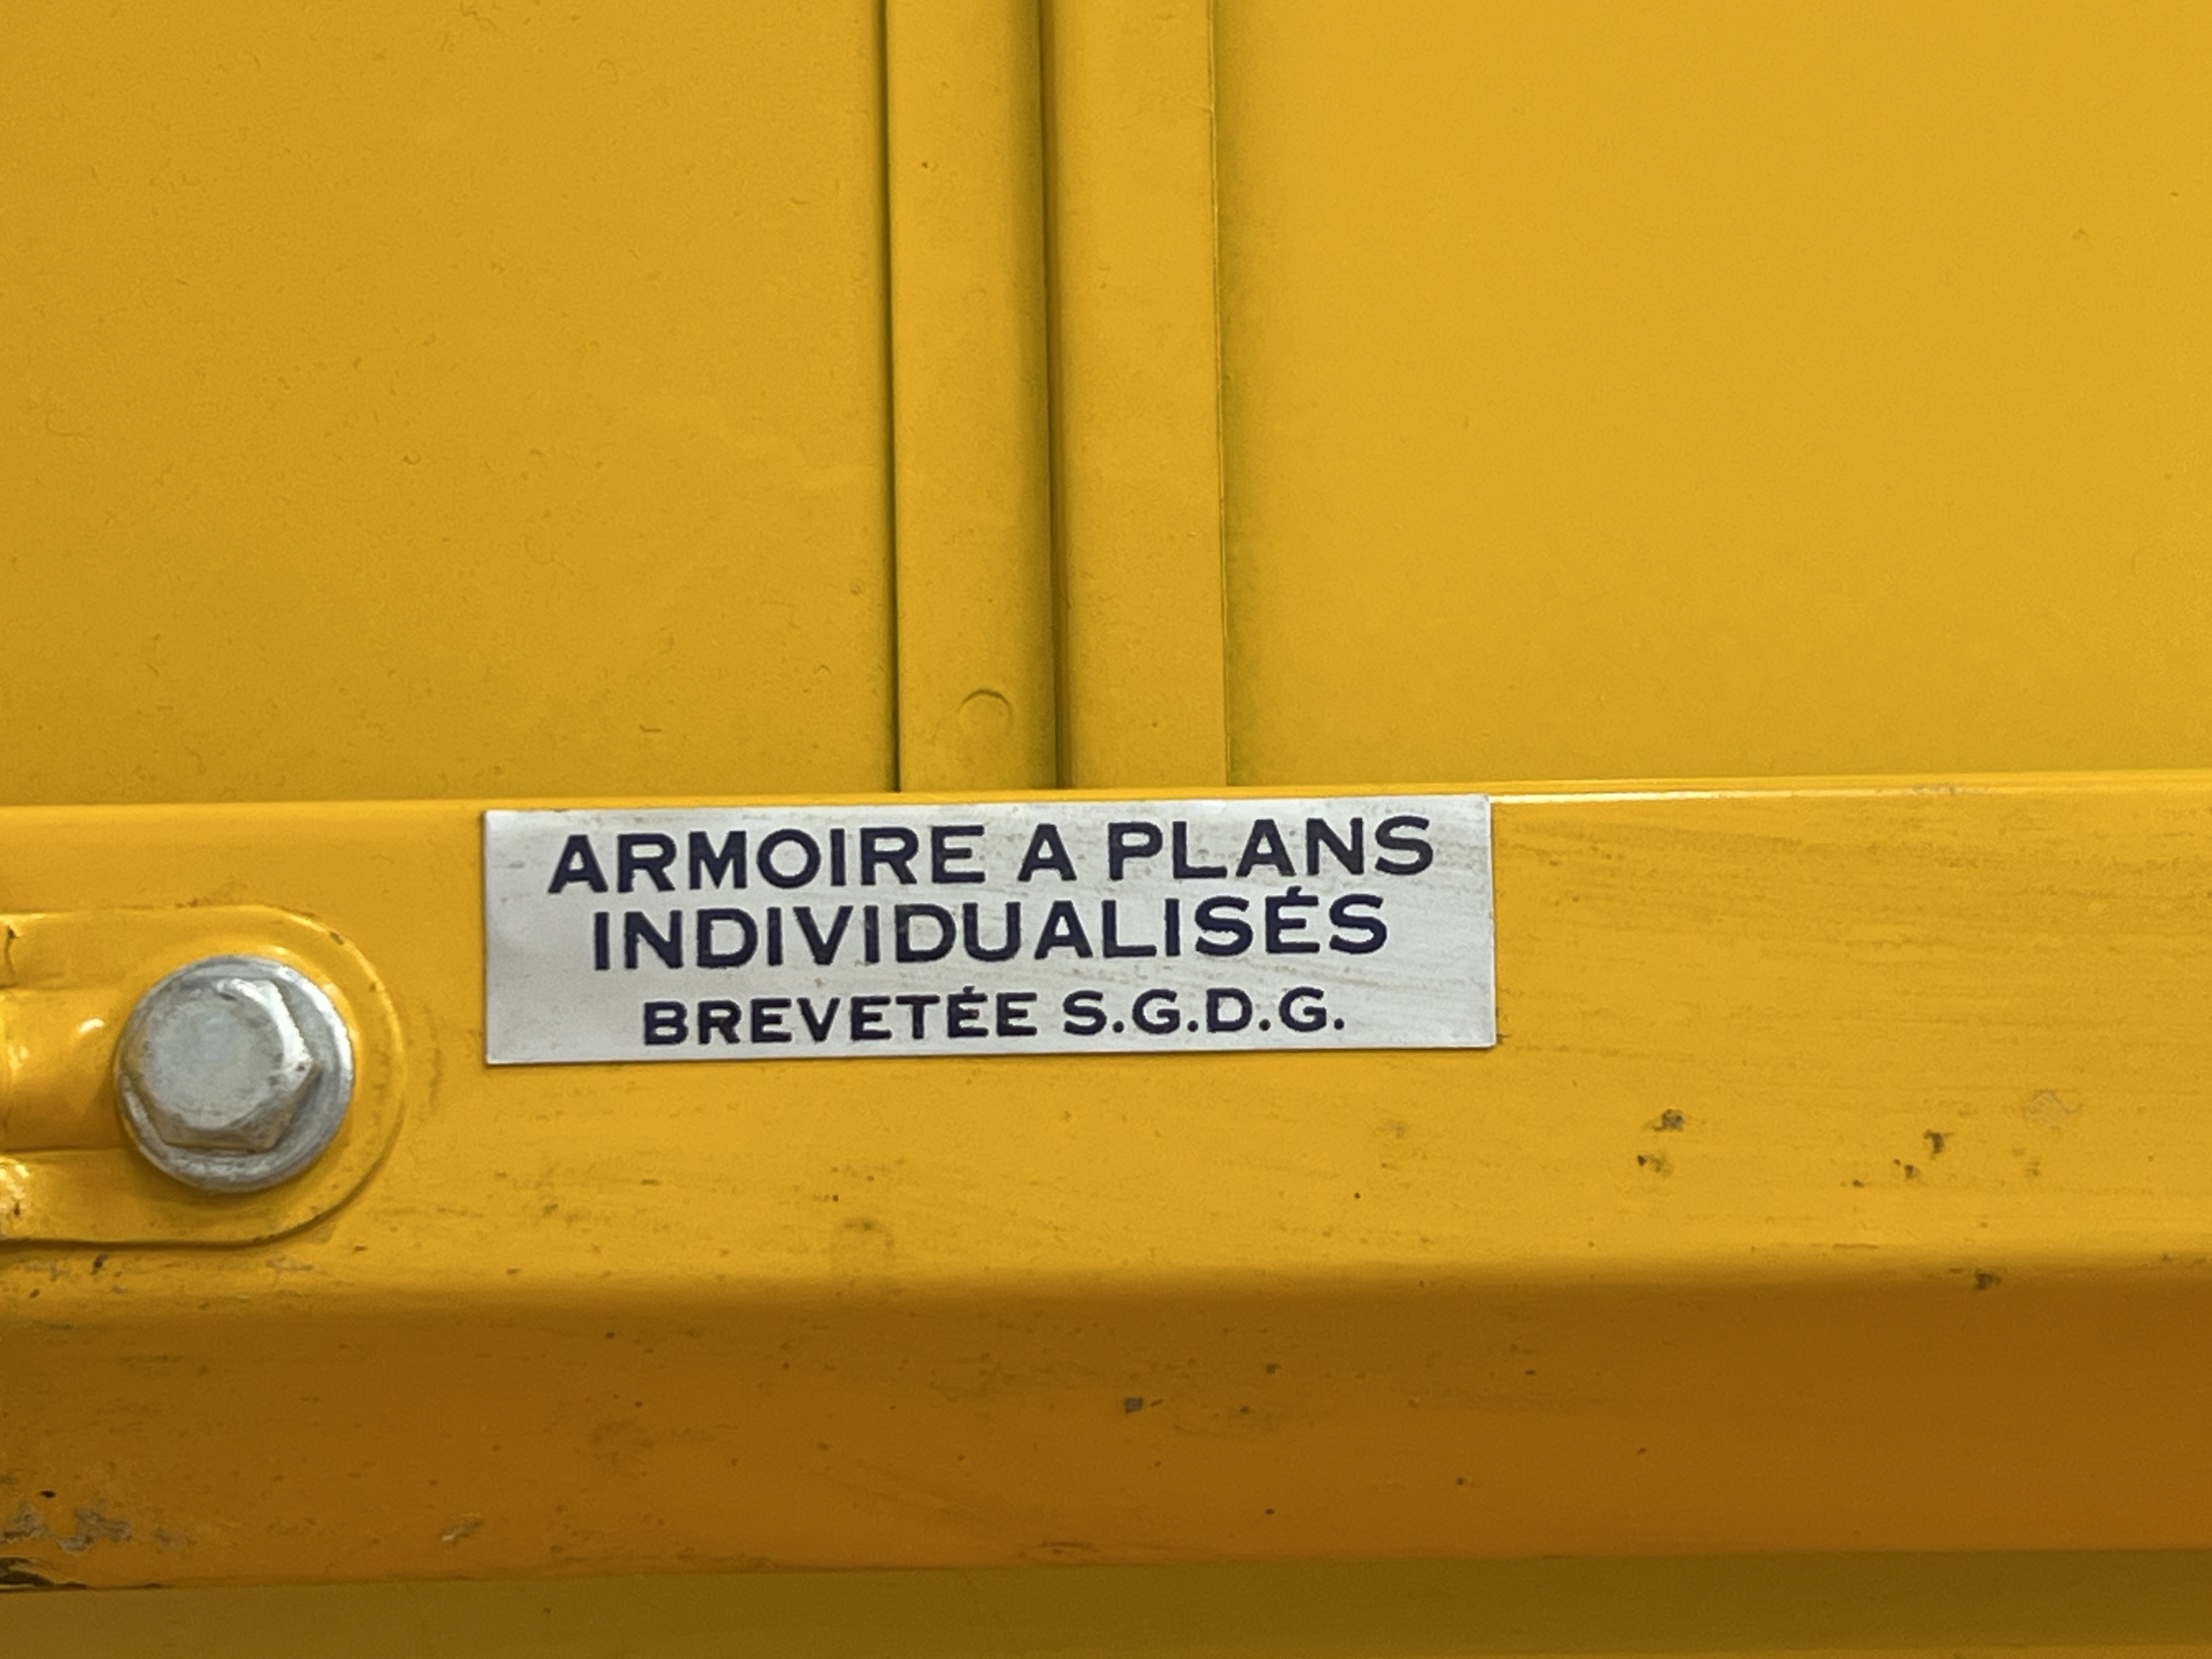 ARMOIRE A PLANS
INDIVIDUALISÉS
BREVETÉE S.G.D.G.